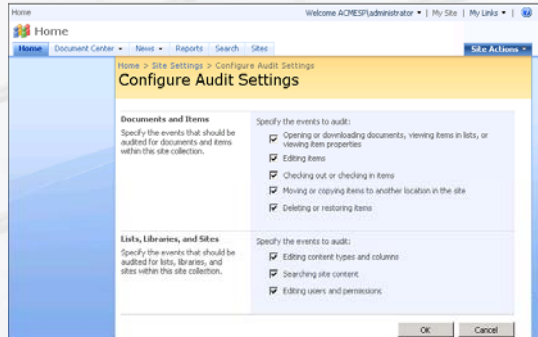 Home
Welcome ACMESP\administrator ▾ | My Site | My Links ▾ |
Home
Home Document Center ▾ News ▾ Reports Search Sites Site Actions ▾
Home > Site Settings > Configure Audit Settings
Configure Audit Settings
Documents and Items
Specify the events that should be
audited for documents and items
within this site collection.
Specify the events to audit:
Opening or downloading documents, viewing items in lists, or
viewing item properties
Editing items
Checking out or checking in items
Moving or copying items to another location in the site
Deleting or restoring items
Lists, Libraries, and Sites
Specify the events that should be
audited for lists, libraries, and
sites within this site collection.
Specify the events to audit:
Editing content types and columns
Searching site content
Editing users and permissions
OK Cancel